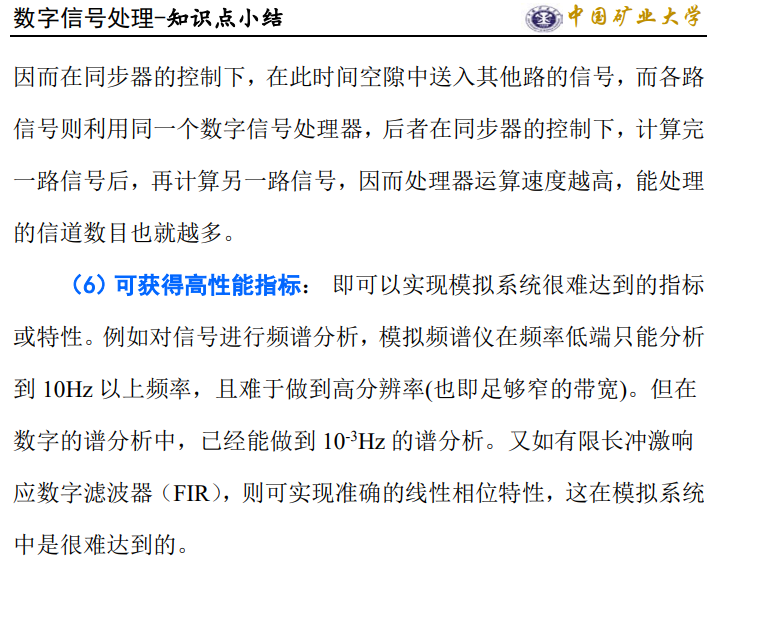 数字信号处理-知识点小结
中国矿业大学
因而在同步器的控制下，在此时间空隙中送入其他路的信号，而各路
信号则利用同一个数字信号处理器，后者在同步器的控制下，计算完
一路信号后，再计算另一路信号，因而处理器运算速度越高，能处理
的信道数目也就越多。
（6）可获得高性能指标： 即可以实现模拟系统很难达到的指标
或特性。例如对信号进行频谱分析，模拟频谱仪在频率低端只能分析
到 10Hz 以上频率，且难于做到高分辨率(也即足够窄的带宽)。但在
数字的谱分析中，已经能做到 10⁻³Hz 的谱分析。又如有限长冲激响
应数字滤波器（FIR），则可实现准确的线性相位特性，这在模拟系统
中是很难达到的。